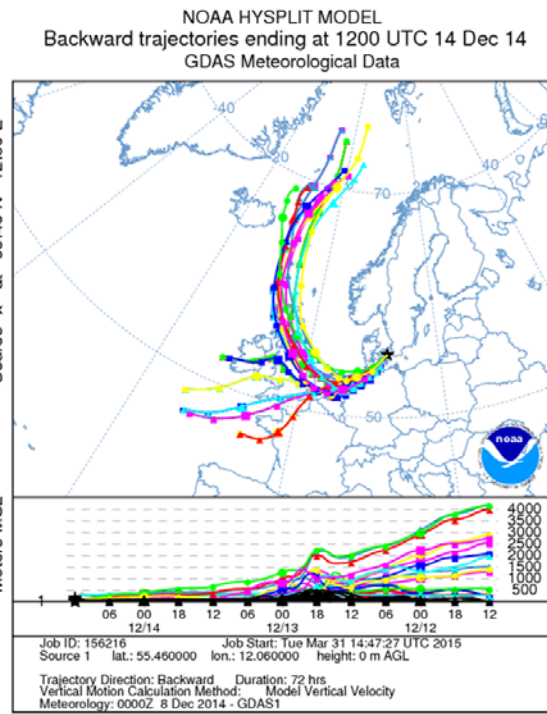 NOAA HYSPLIT MODEL
Backward trajectories ending at 1200 UTC 14 Dec 14
GDAS Meteorological Data
40
70
40
50
noaa
4000
3500
3000
2500
2000
1500
1000
500
1
06 00 18 12 06 00 18 12 06 00 18 12
12/14 12/13 12/12
Job ID: 156216 Job Start: Tue Mar 31 14:47:27 UTC 2015
Source 1 lat.: 55.460000 lon.: 12.060000 height: 0 m AGL
Trajectory Direction: Backward Duration: 72 hrs
Vertical Motion Calculation Method: Model Vertical Velocity
Meteorology: 0000Z 8 Dec 2014 - GDAS1